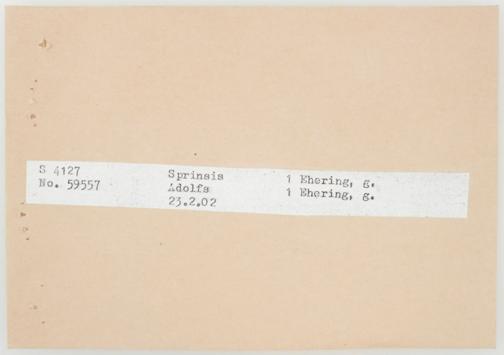 S 4127 Sprinsis 1 Ehering, g.
No. 59557 Adolfs 1 Ehering, g.
23.2.02